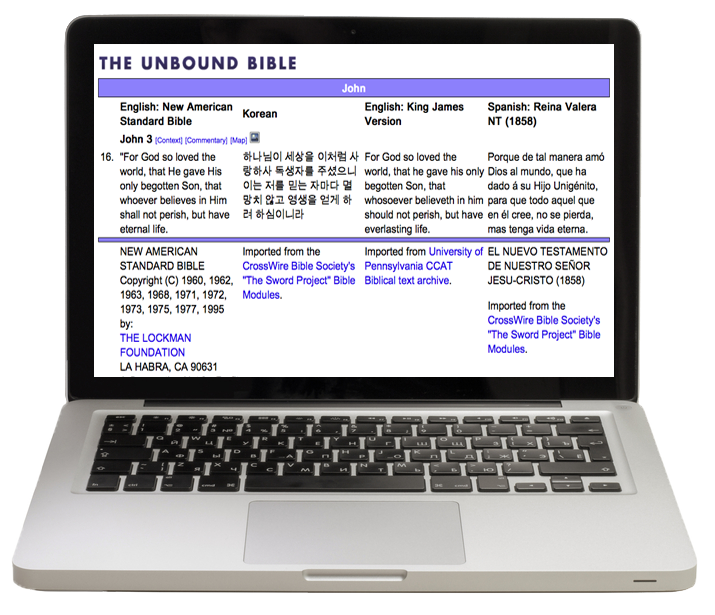 THE UNBOUND BIBLE
John
English: New American
Standard Bible
Korean
English: King James
Version
Spanish: Reina Valera
NT (1858)
John 3 [Context] [Commentary] [Map]
16.
"For God so loved the
world, that He gave His
only begotten Son, that
whoever believes in Him
shall not perish, but have
eternal life.
하나님이 세상을 이처럼 사
랑하사 독생자를 주셨으니
이는 저를 믿는 자마다 멸
망치 않고 영생을 얻게 하
려 하심이니라
For God so loved the
world, that he gave his only
begotten Son, that
whosoever believeth in him
should not perish, but have
everlasting life.
Porque de tal manera amó
Dios al mundo, que ha
dado á su Hijo Unigénito,
para que todo aquel que
en él cree, no se pierda,
mas tenga vida eterna.
NEW AMERICAN
STANDARD BIBLE
Copyright (C) 1960, 1962,
1963, 1968, 1971, 1972,
1973, 1975, 1977, 1995
by:
THE LOCKMAN
FOUNDATION
LA HABRA, CA 90631
Imported from the
CrossWire Bible Society's
"The Sword Project" Bible
Modules.
Imported from University of
Pennsylvania CCAT
Biblical text archive.
EL NUEVO TESTAMENTO
DE NUESTRO SEÑOR
JESU-CRISTO (1858)
Imported from the
CrossWire Bible Society's
"The Sword Project" Bible
Modules.